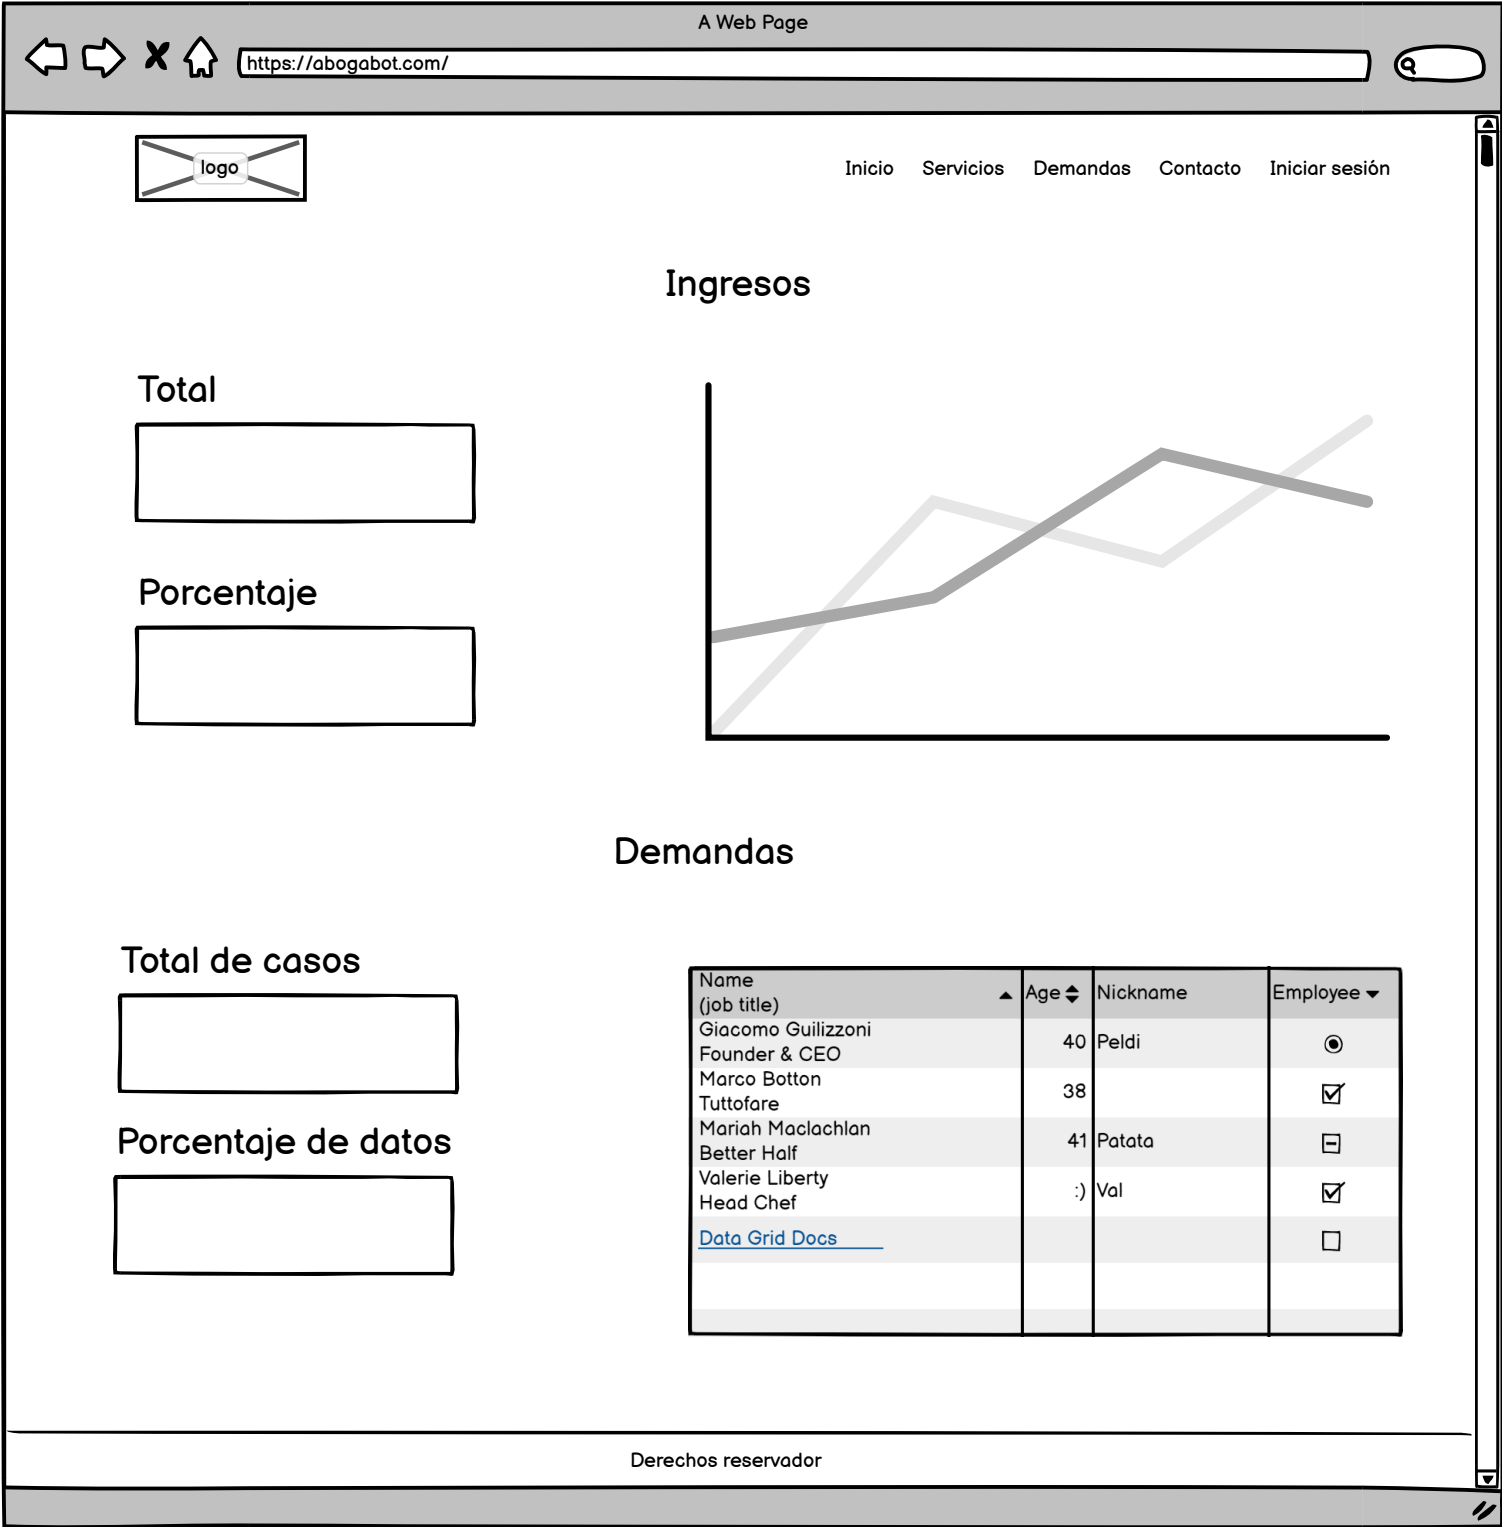 A Web Page
https://abogabot.com/
logo
Inicio Servicios Demandas Contacto Iniciar sesión
Ingresos
Total
Porcentaje
Demandas
Total de casos
Porcentaje de datos
Name
(job title)
Age
Nickname
Employee
Giacomo Guilizzoni
Founder & CEO
40
Peldi
Marco Botton
Tuttofare
38
Mariah Maclachlan
Better Half
41
Patata
Valerie Liberty
Head Chef
:)
Val
Data Grid Docs
Derechos reservador